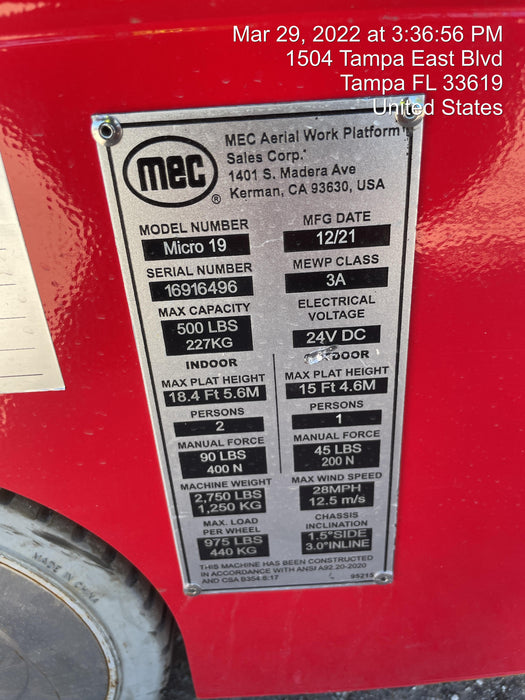 Mar 29, 2022 at 3:36:56 PM
1504 Tampa East Blvd
Tampa FL 33619
United States
mec ®
MEC Aerial Work Platform
Sales Corp.
1401 S. Madera Ave
Kerman, CA 93630, USA
MODEL NUMBER
Micro 19
SERIAL NUMBER
16916496
MAX CAPACITY
500 LBS
227KG
MFG DATE
12/21
MEWP CLASS
3A
ELECTRICAL
VOLTAGE
24V DC
INDOOR
MAX PLAT HEIGHT
18.4 Ft 5.6M
PERSONS
2
MANUAL FORCE
90 LBS
400 N
MACHINE WEIGHT
2,750 LBS
1,250 KG
MAX. LOAD
PER WHEEL
975 LBS
440 KG
MAX PLAT HEIGHT
15 Ft 4.6M
PERSONS
1
MANUAL FORCE
45 LBS
200 N
MAX WIND SPEED
28MPH
12.5 m/s
CHASSIS
INCLINATION
1.5°SIDE
3.0°INLINE
THIS MACHINE HAS BEEN CONSTRUCTED
IN ACCORDANCE WITH ANSI A92.20-2020
AND CSA B354.6:17
95215
MADE IN